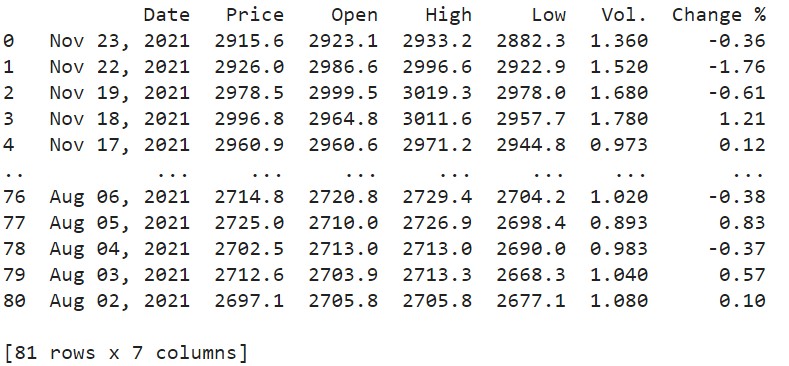 Date Price Open High Low Vol. Change %
0 Nov 23, 2021 2915.6 2923.1 2933.2 2882.3 1.360 -0.36
1 Nov 22, 2021 2926.0 2986.6 2996.6 2922.9 1.520 -1.76
2 Nov 19, 2021 2978.5 2999.5 3019.3 2978.0 1.680 -0.61
3 Nov 18, 2021 2996.8 2964.8 3011.6 2957.7 1.780 1.21
4 Nov 17, 2021 2960.9 2960.6 2971.2 2944.8 0.973 0.12
.. ... ... ... ... ... ... ...
76 Aug 06, 2021 2714.8 2720.8 2729.4 2704.2 1.020 -0.38
77 Aug 05, 2021 2725.0 2710.0 2726.9 2698.4 0.893 0.83
78 Aug 04, 2021 2702.5 2713.0 2713.0 2690.0 0.983 -0.37
79 Aug 03, 2021 2712.6 2703.9 2713.3 2668.3 1.040 0.57
80 Aug 02, 2021 2697.1 2705.8 2705.8 2677.1 1.080 0.10
[81 rows x 7 columns]